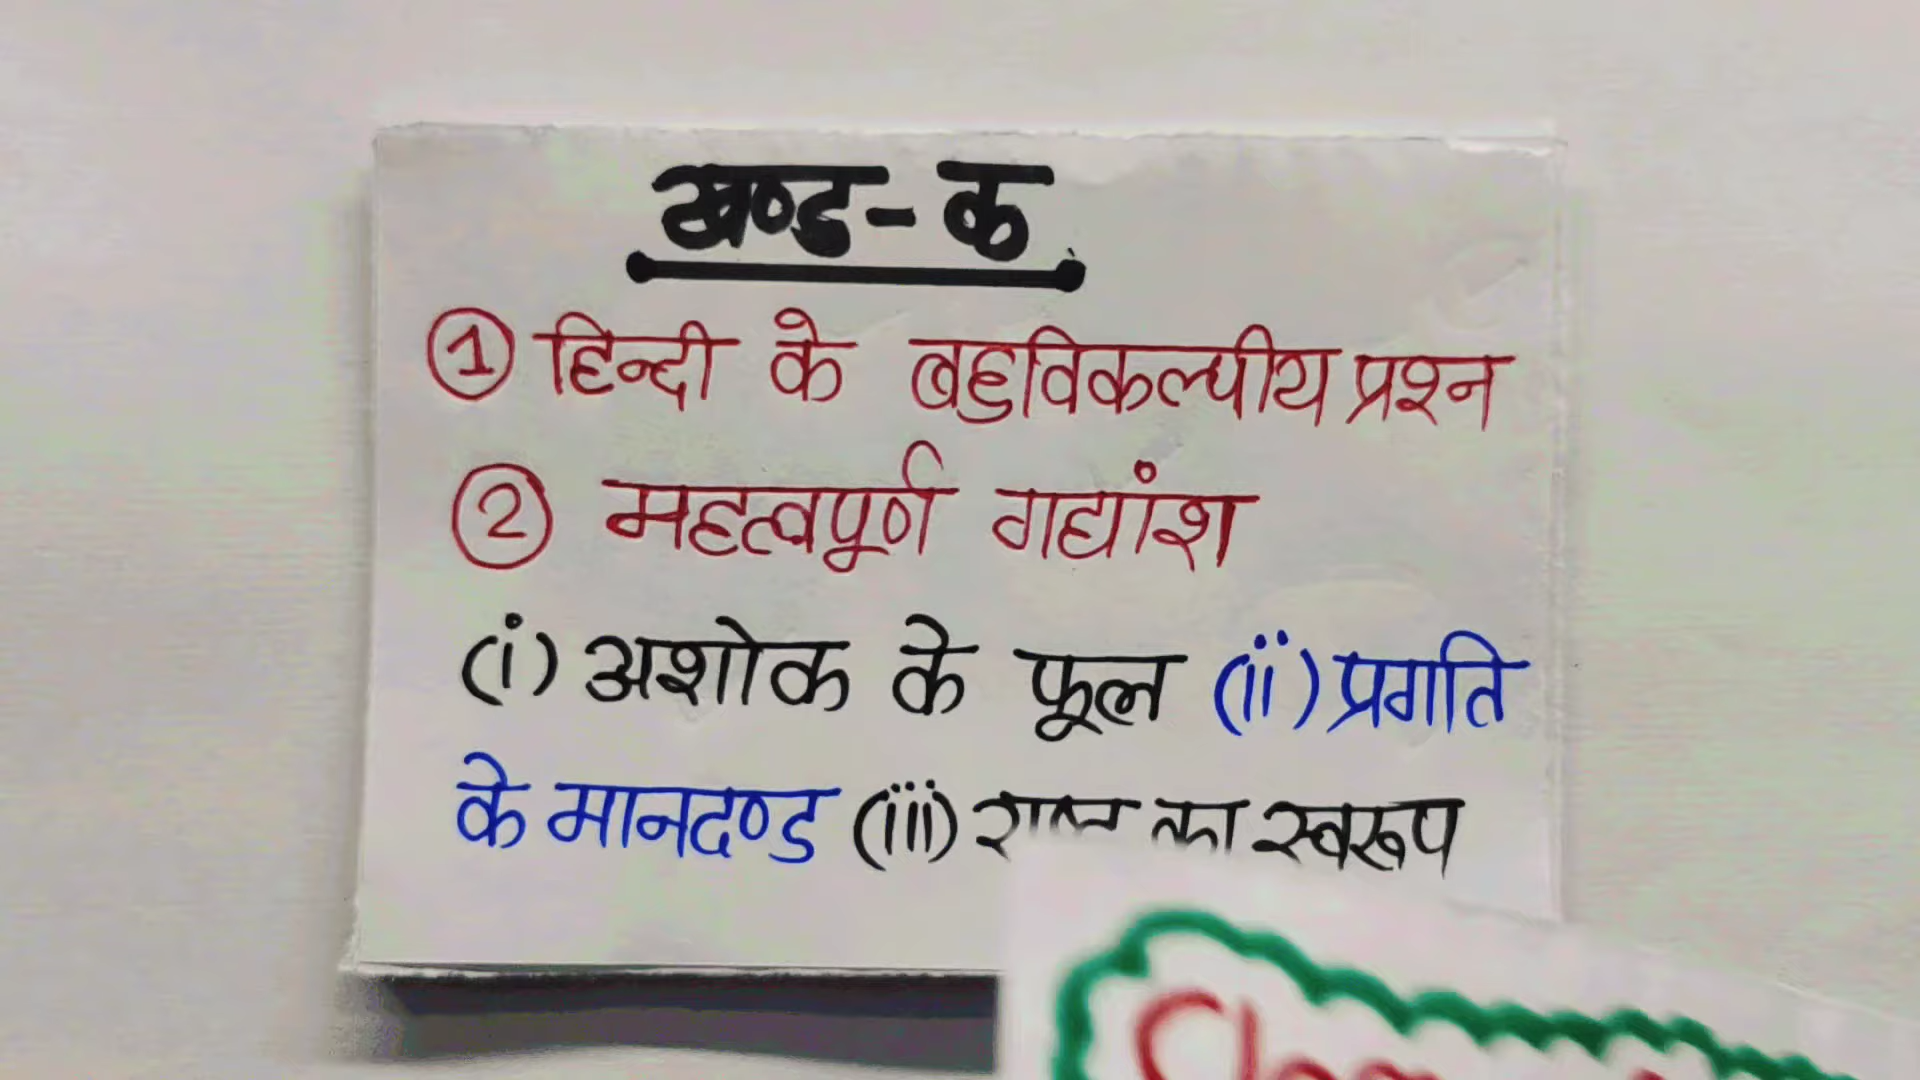 खण्ड - क
① हिन्दी के बहुविकल्पीय प्रश्न
② महत्वपूर्ण गद्यांश
(i) अशोक के फूल (ii) प्रगति
के मानदण्ड (iii) का स्वरूप